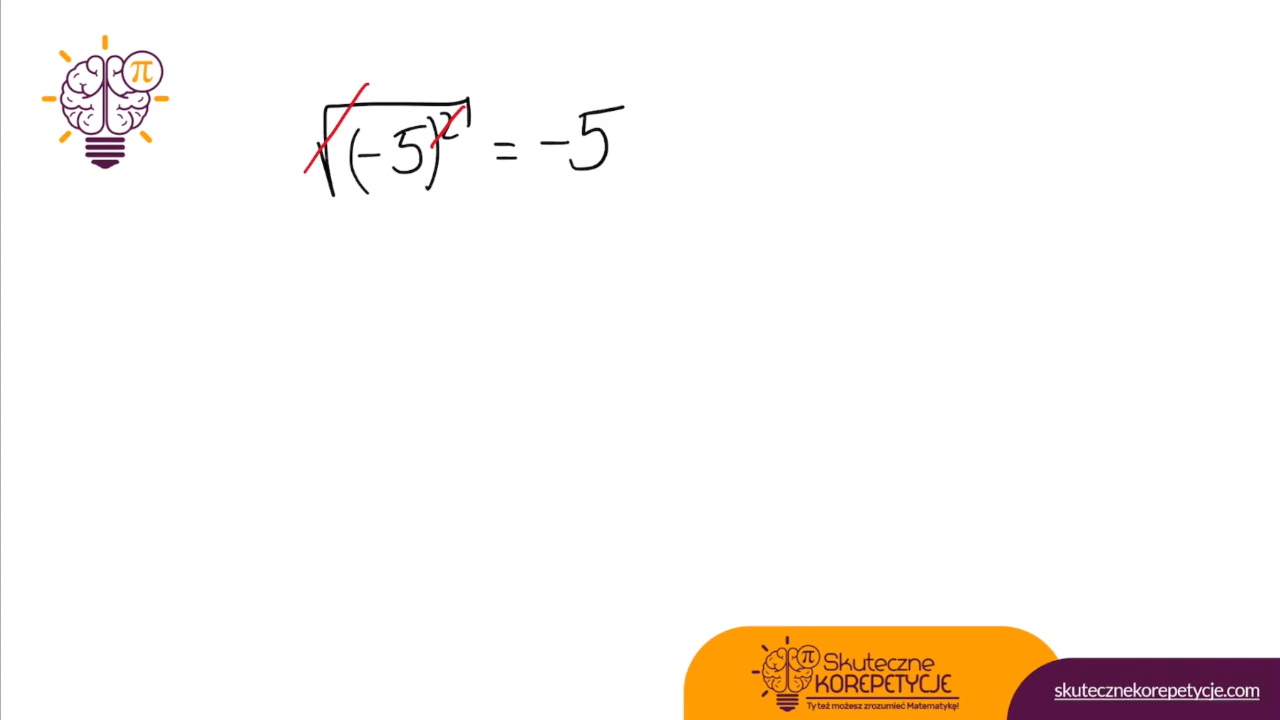 π
√(-5)² = -5
π
Skuteczne
KOREPETYCJE
Ty też możesz zrozumieć Matematykę!
skutecznekorepetycje.com